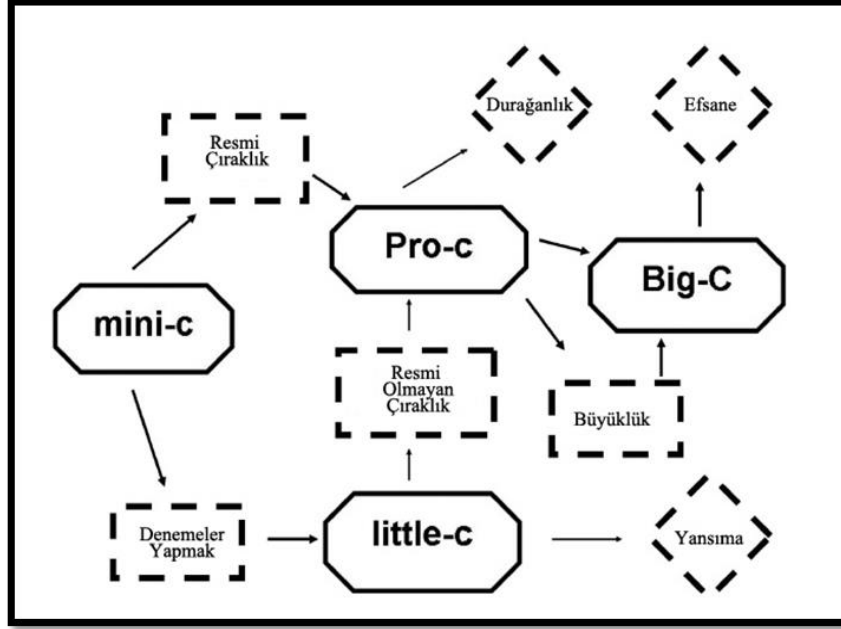 Durağanlık
Efsane
Resmi
Çıraklık
Pro-c
Big-C
mini-c
Resmi
Olmayan
Çıraklık
Büyüklük
Denemeler
Yapmak
little-c
Yansıma